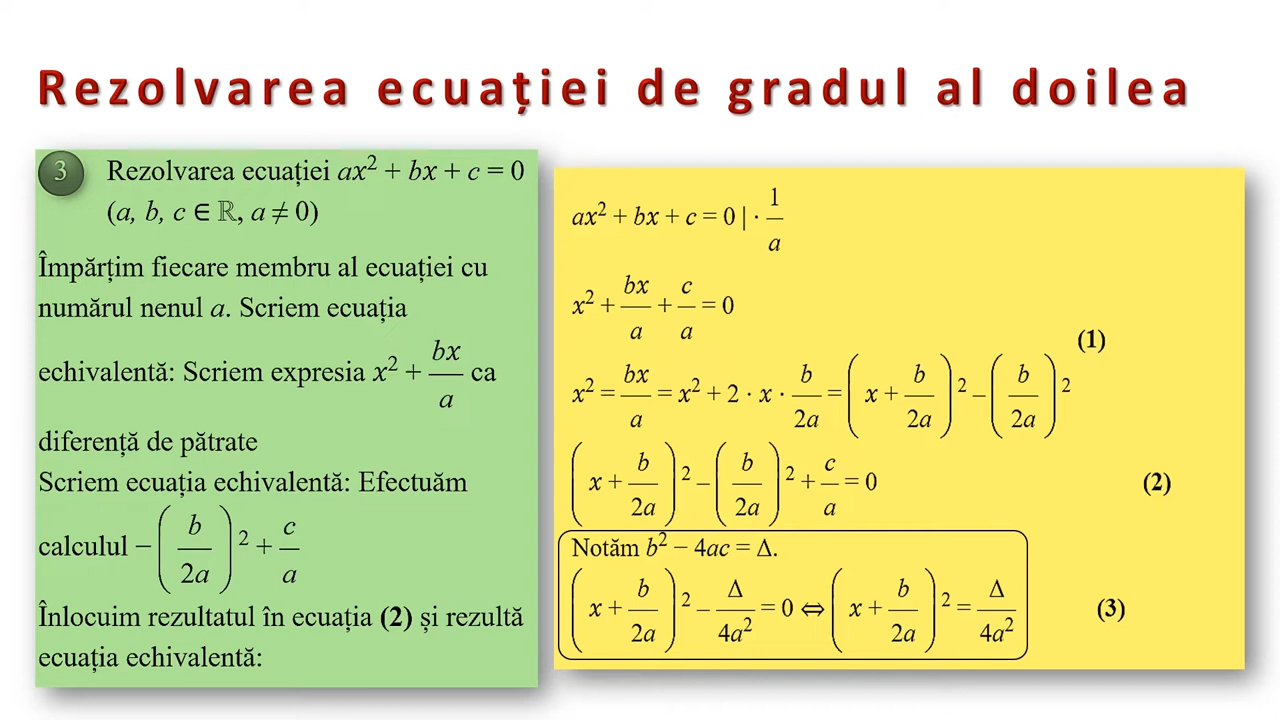 Rezolvarea ecuației de gradul al doilea
3 Rezolvarea ecuației ax² + bx + c = 0
(a, b, c ∈ ℝ, a ≠ 0)
Împărțim fiecare membru al ecuației cu
numărul nenul a. Scriem ecuația
echivalentă: Scriem expresia x² + bx/a ca
diferență de pătrate
Scriem ecuația echivalentă: Efectuăm
calculul − (b/2a)² + c/a
Înlocuim rezultatul în ecuația (2) și rezultă
ecuația echivalentă:
ax² + bx + c = 0 | · 1/a
x² + bx/a + c/a = 0
(1)
x² = bx/a = x² + 2 · x · b/2a = (x + b/2a)² − (b/2a)²
(x + b/2a)² − (b/2a)² + c/a = 0 (2)
Notăm b² − 4ac = Δ.
(x + b/2a)² − Δ/4a² = 0 ⇔ (x + b/2a)² = Δ/4a² (3)